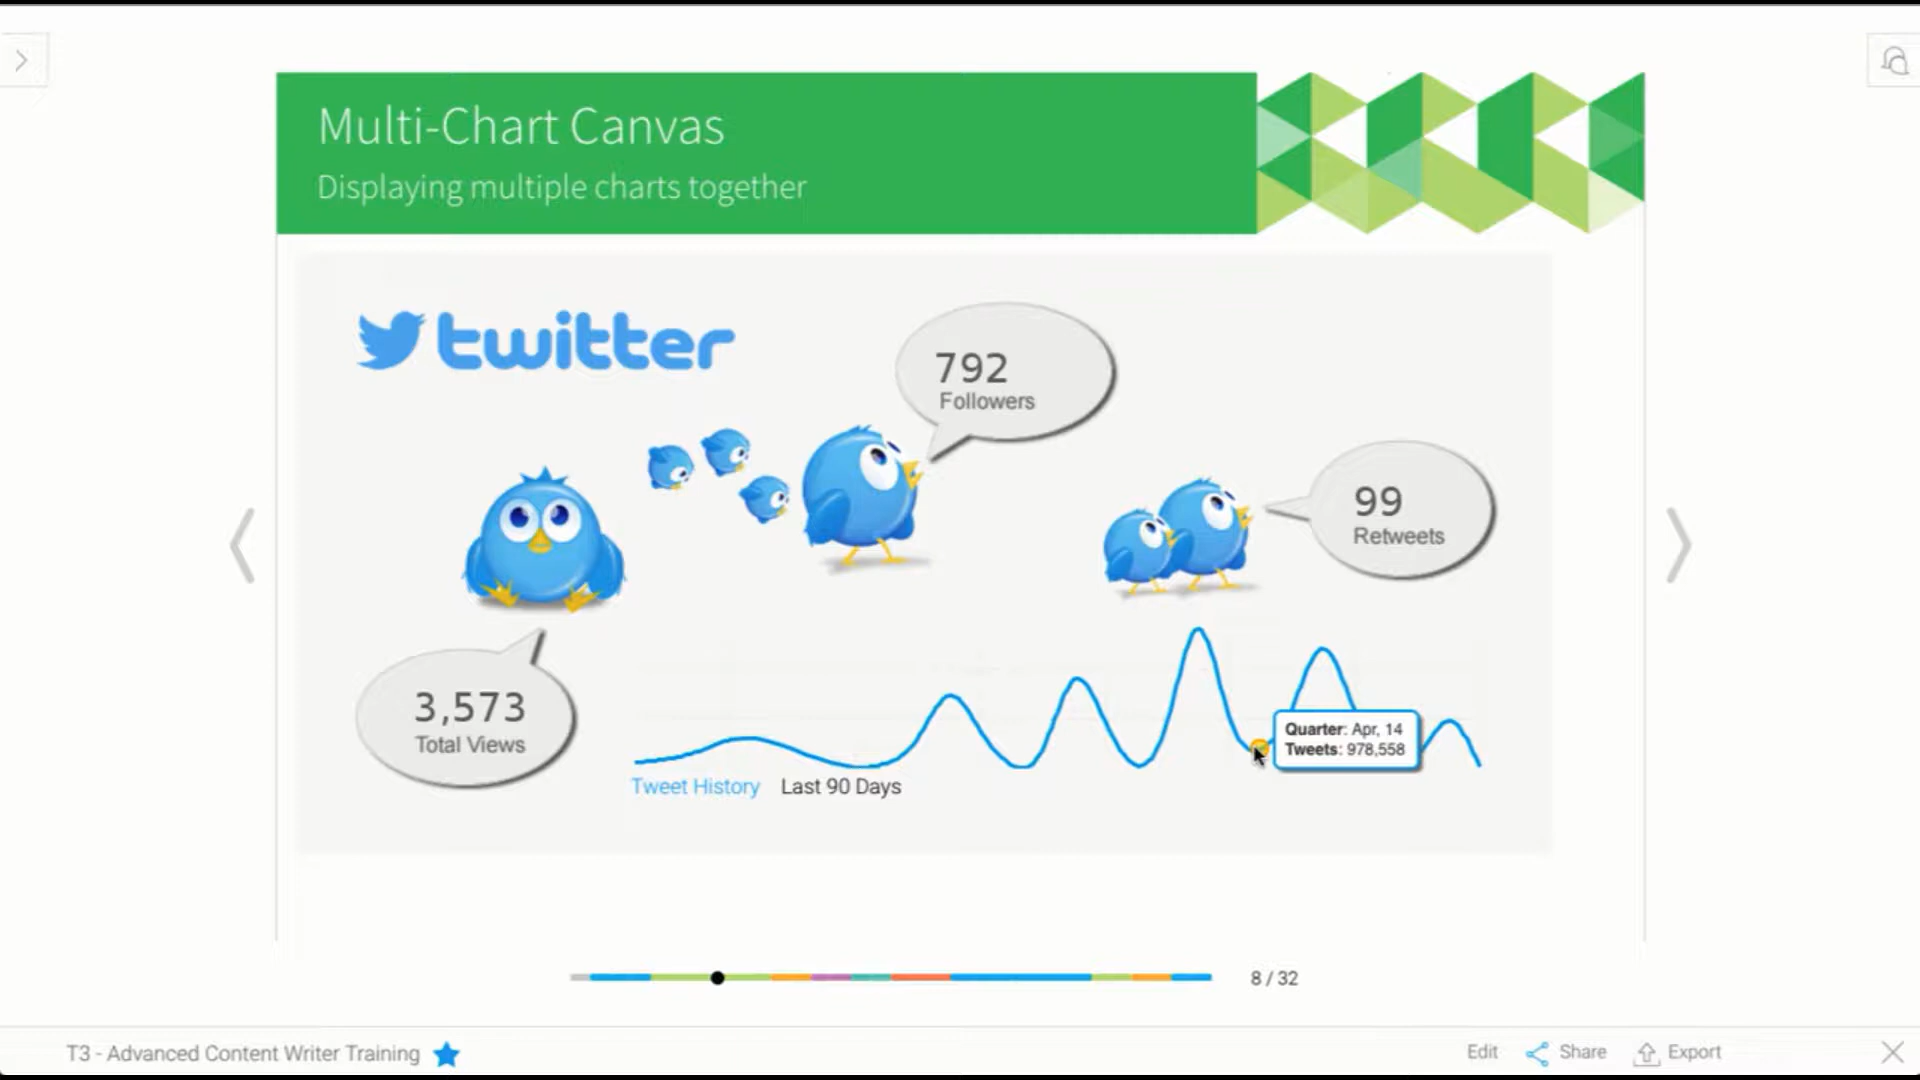 Multi-Chart Canvas
Displaying multiple charts together
twitter
792
Followers
99
Retweets
3,573
Total Views
Quarter: Apr, 14
Tweets: 978,558
Tweet History Last 90 Days
8 / 32
T3 - Advanced Content Writer Training
Edit Share Export